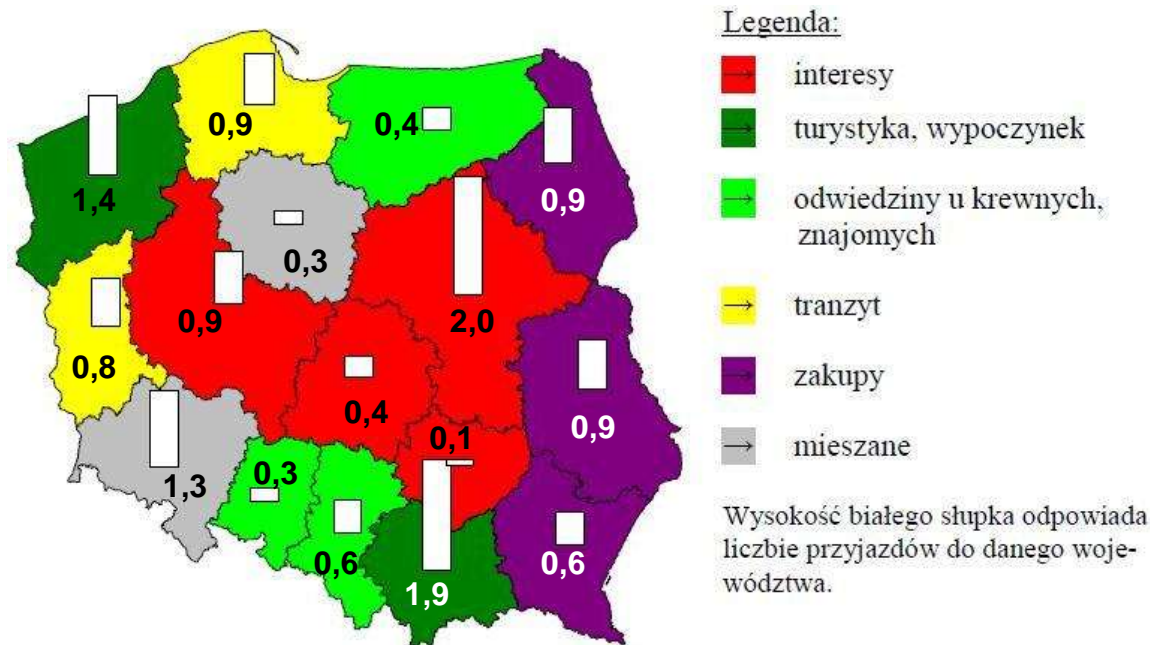 Legenda:
→ interesy
→ turystyka, wypoczynek
→ odwiedziny u krewnych,
znajomych
→ tranzyt
→ zakupy
→ mieszane
Wysokość białego słupka odpowiada
liczbie przyjazdów do danego woje-
wództwa.
0,9
0,4
1,4
0,9
0,3
0,9
2,0
0,8
0,4
0,9
0,1
0,3
1,3
0,6
0,6
1,9